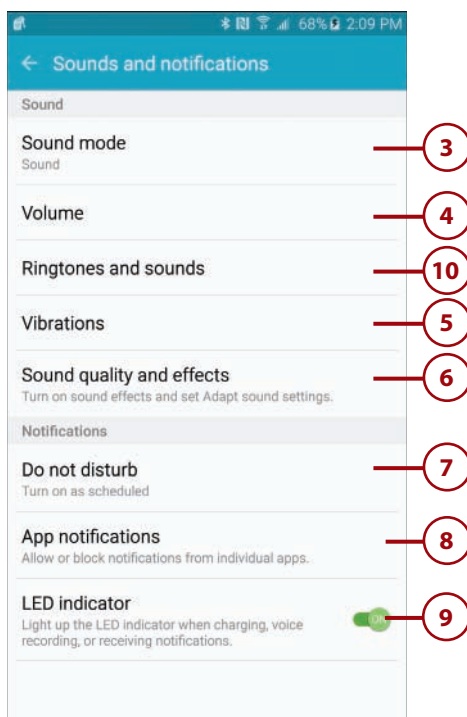 68% 2:09 PM
Sounds and notifications
Sound
Sound mode
Sound
3
Volume
4
Ringtones and sounds
10
Vibrations
5
Sound quality and effects
Turn on sound effects and set Adapt sound settings.
6
Notifications
Do not disturb
Turn on as scheduled
7
App notifications
Allow or block notifications from individual apps.
8
LED indicator
Light up the LED indicator when charging, voice
recording, or receiving notifications.
ON
9